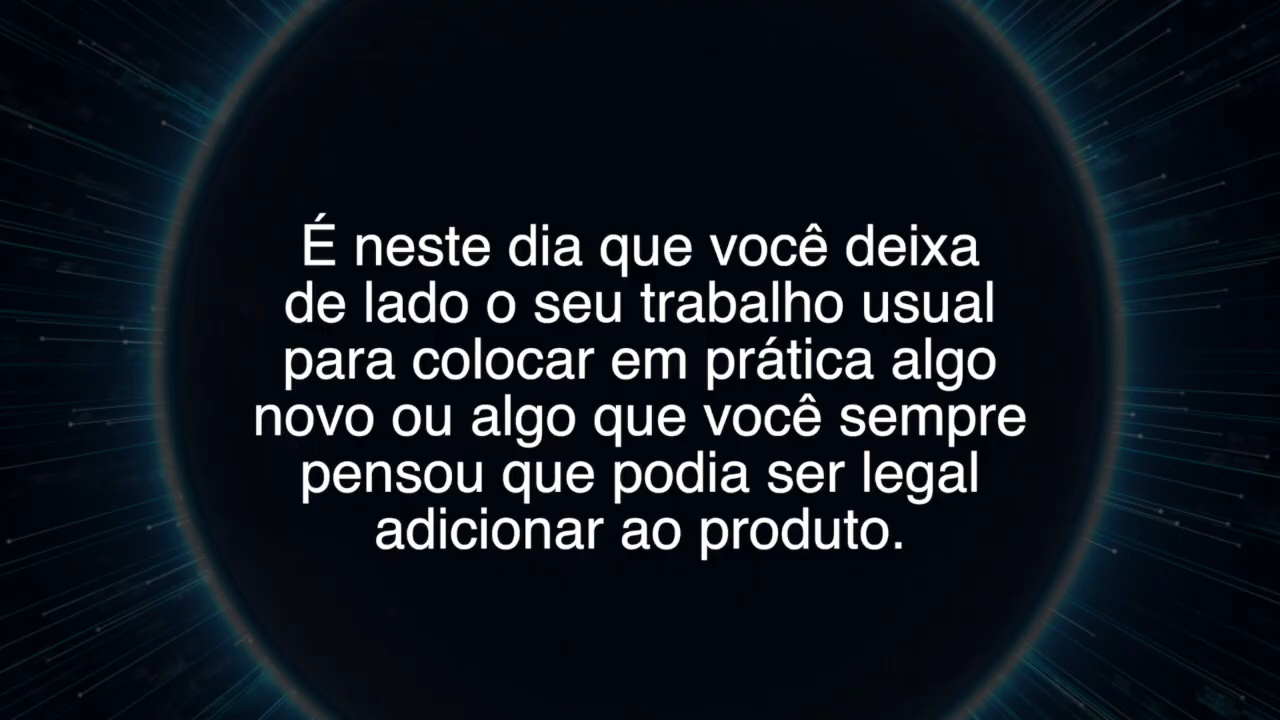 É neste dia que você deixa
de lado o seu trabalho usual
para colocar em prática algo
novo ou algo que você sempre
pensou que podia ser legal
adicionar ao produto.